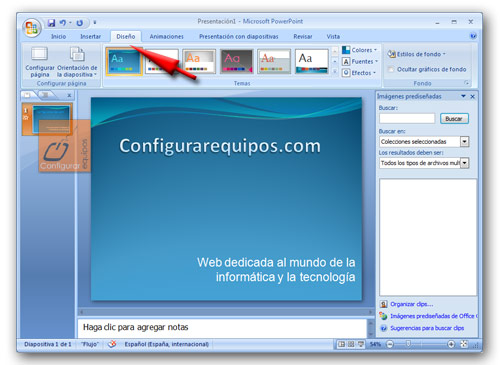 Presentación1 - Microsoft PowerPoint
Inicio Insertar Diseño Animaciones Presentación con diapositivas Revisar Vista
Configurar página
Orientación de la diapositiva
Configurar página
Aa Aa Aa Aa Aa Aa
Temas
Colores
Fuentes
Efectos
Estilos de fondo
Ocultar gráficos de fondo
Fondo
1
Configurar
equipos
Configurarequipos.com
Web dedicada al mundo de la
informática y la tecnología
Haga clic para agregar notas
Imágenes prediseñadas
Buscar:
Buscar
Buscar en:
Colecciones seleccionadas
Los resultados deben ser:
Todos los tipos de archivos mult
Organizar clips...
Imágenes prediseñadas de Office
Sugerencias para buscar clips
Diapositiva 1 de 1 "Flujo" Español (España, internacional) 54%